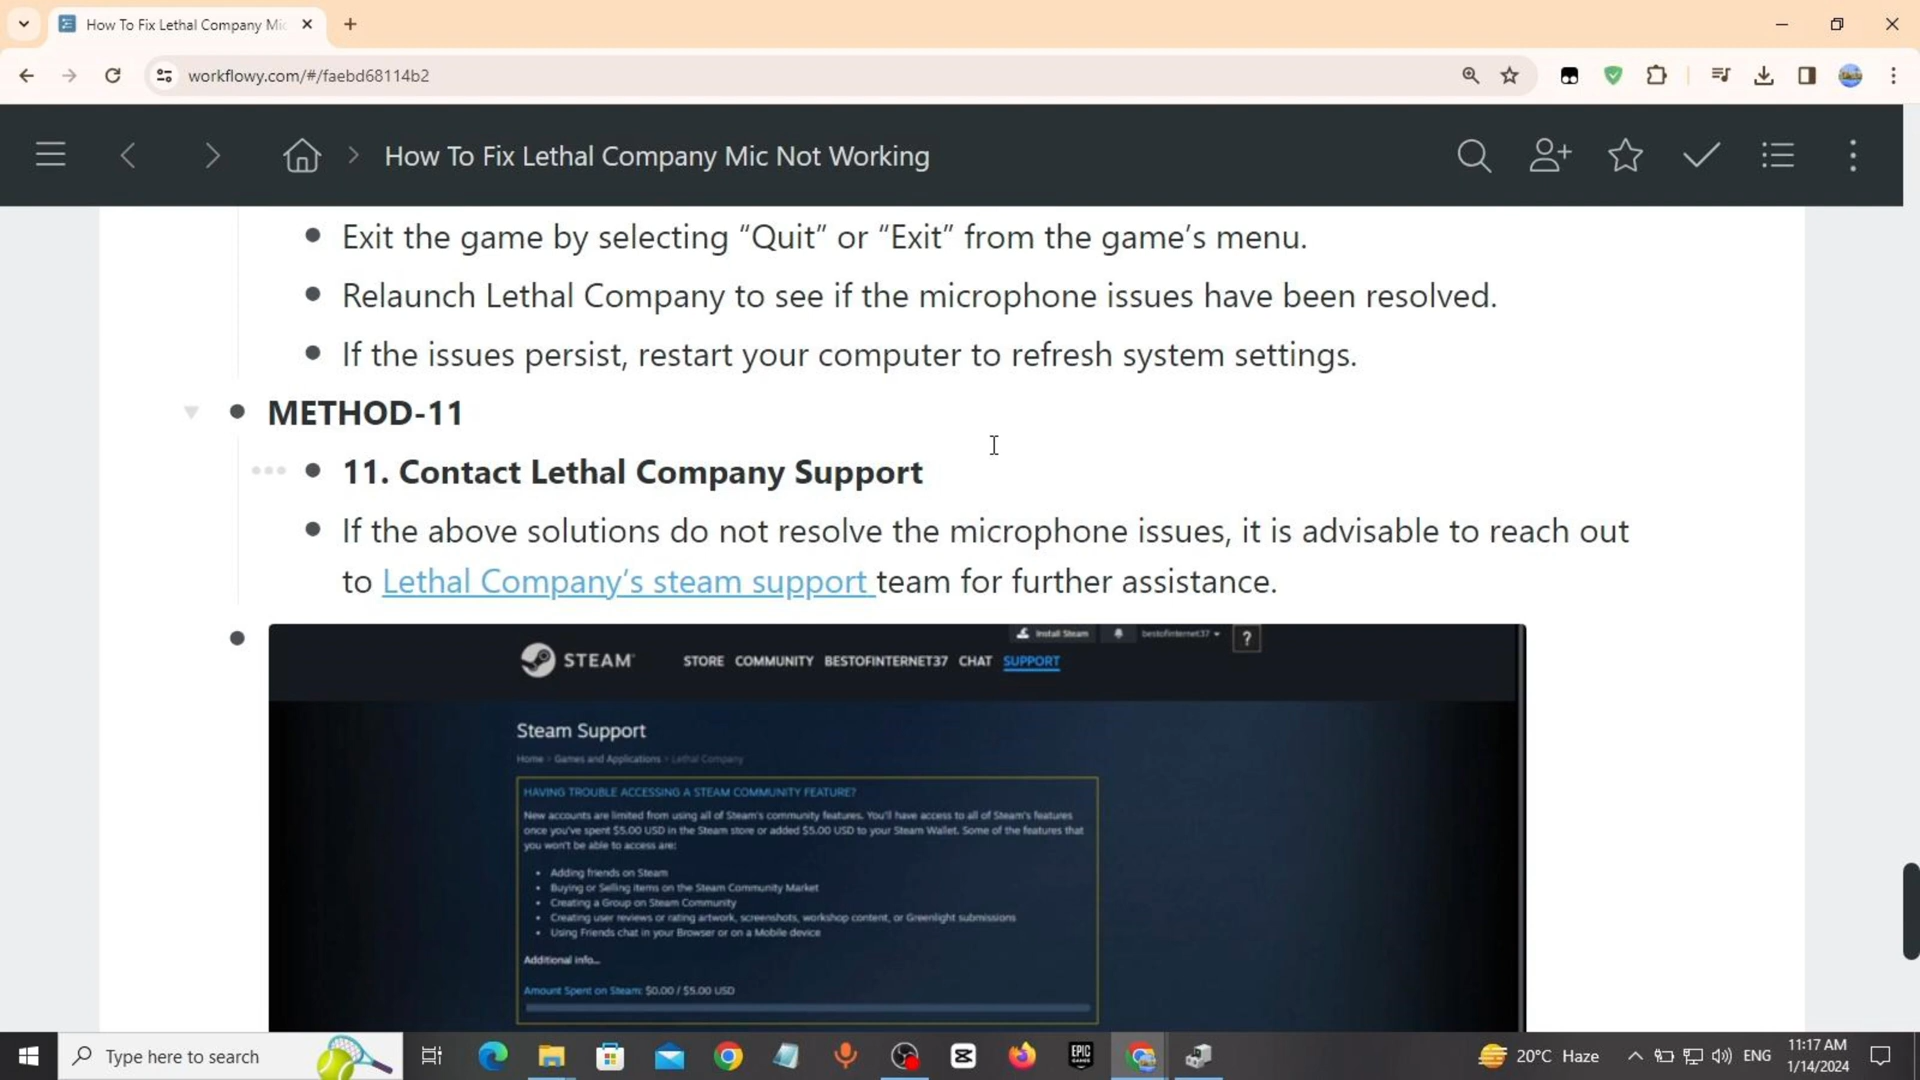 How To Fix Lethal Company Mic
workflowy.com/#/faebd68114b2
How To Fix Lethal Company Mic Not Working
Exit the game by selecting “Quit” or “Exit” from the game’s menu.
Relaunch Lethal Company to see if the microphone issues have been resolved.
If the issues persist, restart your computer to refresh system settings.
METHOD-11
11. Contact Lethal Company Support
If the above solutions do not resolve the microphone issues, it is advisable to reach out
to Lethal Company’s steam support team for further assistance.
Install Steam bestofinternet37 ?
STEAM STORE COMMUNITY BESTOFINTERNET37 CHAT SUPPORT
Steam Support
Home > Games and Applications > Lethal Company
HAVING TROUBLE ACCESSING A STEAM COMMUNITY FEATURE?
New accounts are limited from using all of Steam's community features. You'll have access to all of Steam's features
once you've spent $5.00 USD in the Steam store or added $5.00 USD to your Steam Wallet. Some of the features that
you won't be able to access are:
Adding friends on Steam
Buying or Selling items on the Steam Community Market
Creating a Group on Steam Community
Creating user reviews or rating artwork, screenshots, workshop content, or Greenlight submissions
Using Friends chat in your Browser or on a Mobile device
Additional info...
Amount Spent on Steam: $0.00 / $5.00 USD
Type here to search
EPIC GAMES
20°C Haze
ENG
11:17 AM
1/14/2024